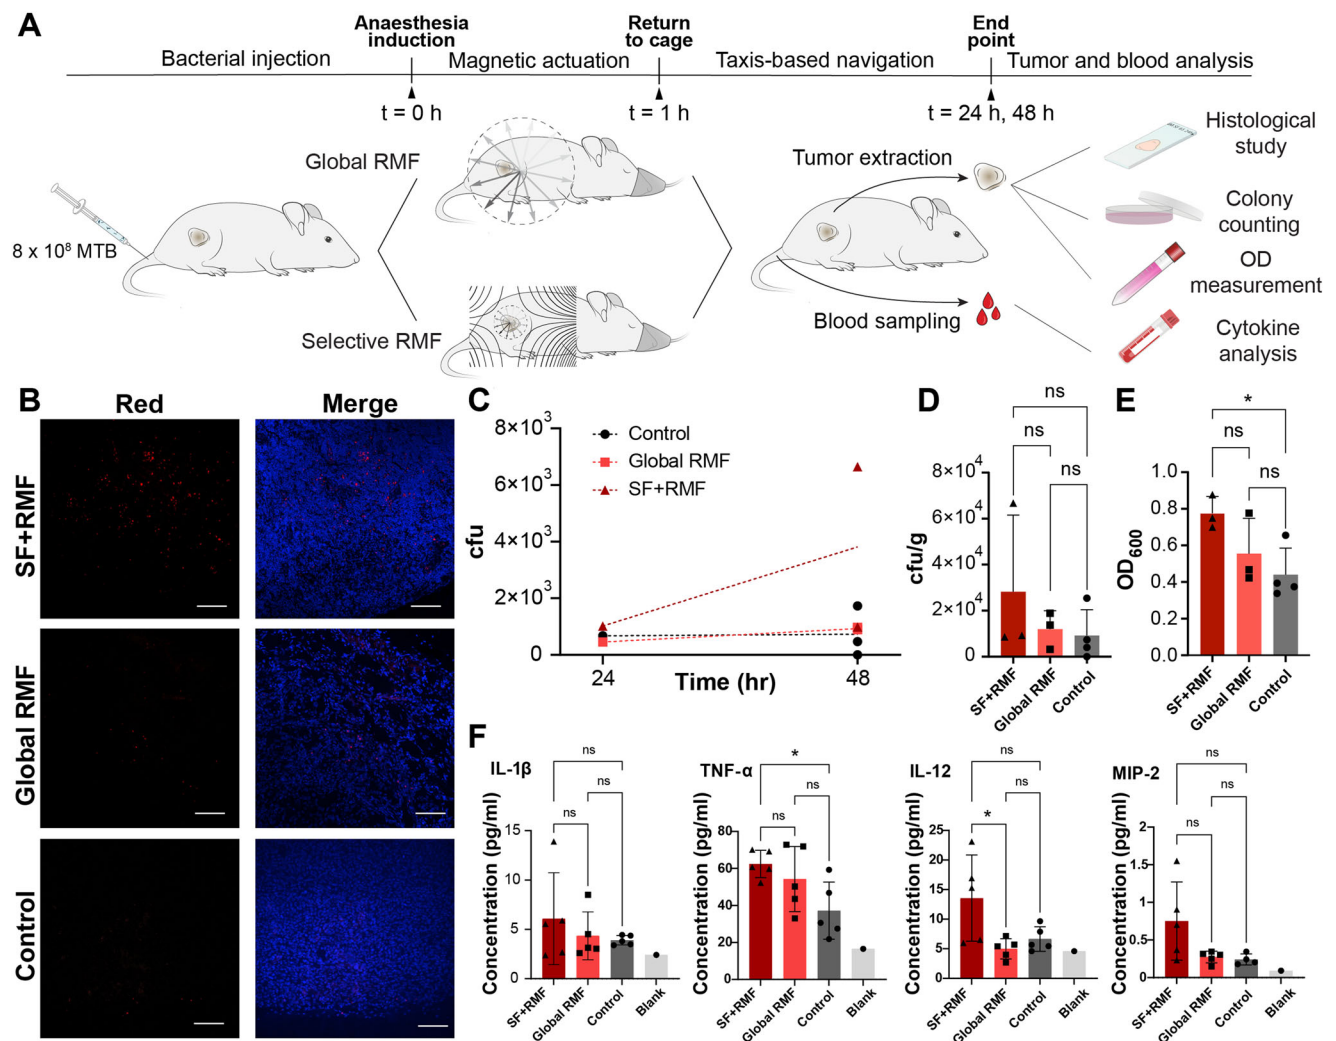 A
Anaesthesia
induction
Return
to cage
End
point
Bacterial injection
Magnetic actuation
Taxis-based navigation
Tumor and blood analysis
t = 0 h
t = 1 h
t = 24 h, 48 h
Global RMF
Selective RMF
8 x 10⁸ MTB
Tumor extraction
Blood sampling
Histological
study
Colony
counting
OD
measurement
Cytokine
analysis
B
Red
Merge
SF+RMF
Global RMF
Control
C
8×10³
6×10³
4×10³
2×10³
0
cfu
Control
Global RMF
SF+RMF
24
48
Time (hr)
D
ns
ns
ns
8×10⁴
6×10⁴
4×10⁴
2×10⁴
0
cfu/g
SF+RMF
Global RMF
Control
E
*
ns
ns
1.0
0.8
0.6
0.4
0.2
0.0
OD₆₀₀
SF+RMF
Global RMF
Control
F
IL-1β
ns
ns
ns
15
10
5
0
Concentration (pg/ml)
SF+RMF
Global RMF
Control
Blank
TNF-α
*
ns
ns
80
60
40
20
0
Concentration (pg/ml)
SF+RMF
Global RMF
Control
Blank
IL-12
ns
ns
*
25
20
15
10
5
0
Concentration (pg/ml)
SF+RMF
Global RMF
Control
Blank
MIP-2
ns
ns
ns
2
1.5
1
0.5
0
Concentration (pg/ml)
SF+RMF
Global RMF
Control
Blank